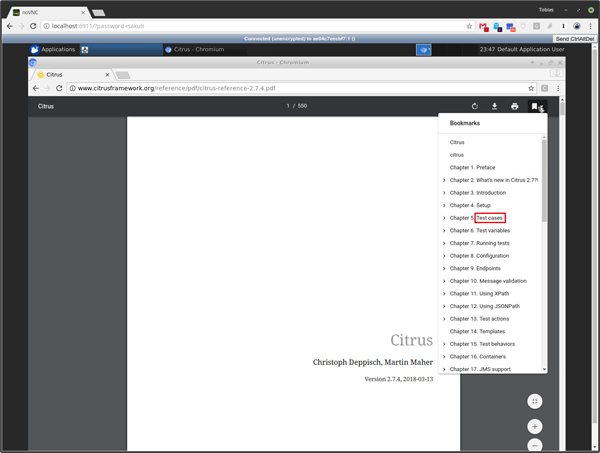 noVNC
Tobias
localhost:6911/?password=sakuli
Connected (unencrypted) to
Send CtrlAltDel
Applications
Citrus - Chromium
23:47 Default Application User
Citrus - Chromium
Citrus
www.citrusframework.org/reference/pdf/citrus-reference-2.7.4.pdf
Citrus
1 / 550
Bookmarks
Citrus
citrus
Chapter 1. Preface
Chapter 2. What's new in Citrus 2.7?!
Chapter 3. Introduction
Chapter 4. Setup
Chapter 5. Test cases
Chapter 6. Test variables
Chapter 7. Running tests
Chapter 8. Configuration
Chapter 9. Endpoints
Chapter 10. Message validation
Chapter 11. Using XPath
Chapter 12. Using JSONPath
Chapter 13. Test actions
Chapter 14. Templates
Chapter 15. Test behaviors
Chapter 16. Containers
Chapter 17. JMS support
Citrus
Christoph Deppisch, Martin Maher
Version 2.7.4, 2018-03-13